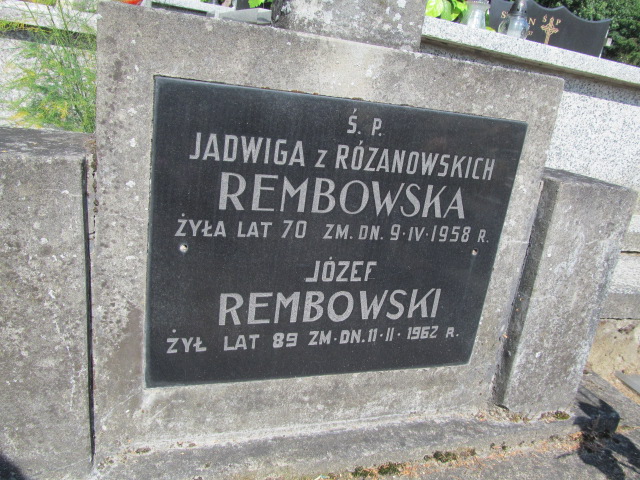 Ś. P.
JADWIGA z RÓZANOWSKICH
REMBOWSKA
ŻYŁA LAT 70 ZM. DN. 9·IV·1958 R.
JÓZEF
REMBOWSKI
ŻYŁ LAT 89 ZM·DN. 11·II·1962 R.